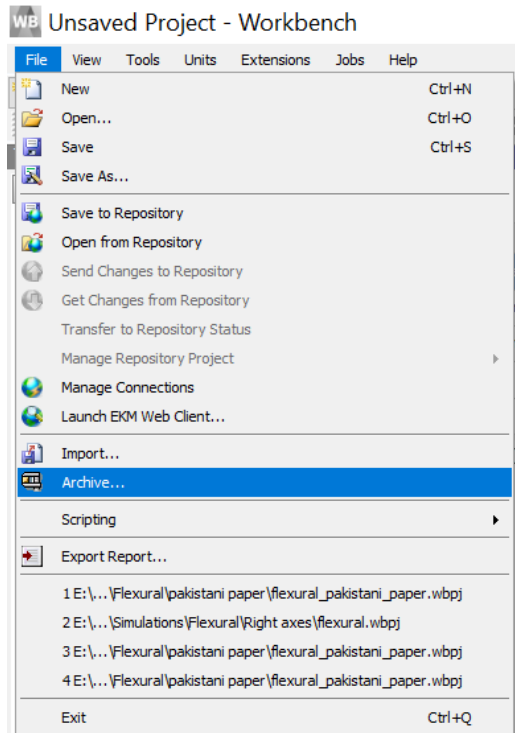 WB Unsaved Project - Workbench
File View Tools Units Extensions Jobs Help
New Ctrl+N
Open... Ctrl+O
Save Ctrl+S
Save As...
Save to Repository
Open from Repository
Send Changes to Repository
Get Changes from Repository
Transfer to Repository Status
Manage Repository Project
Manage Connections
Launch EKM Web Client...
Import...
Archive...
Scripting
Export Report...
1 E:\...\Flexural\pakistani paper\flexural_pakistani_paper.wbpj
2 E:\...\Simulations\Flexural\Right axes\flexural.wbpj
3 E:\...\Flexural\pakistani paper\flexural_pakistani_paper.wbpj
4 E:\...\Flexural\pakistani paper\flexural_pakistani_paper.wbpj
Exit Ctrl+Q